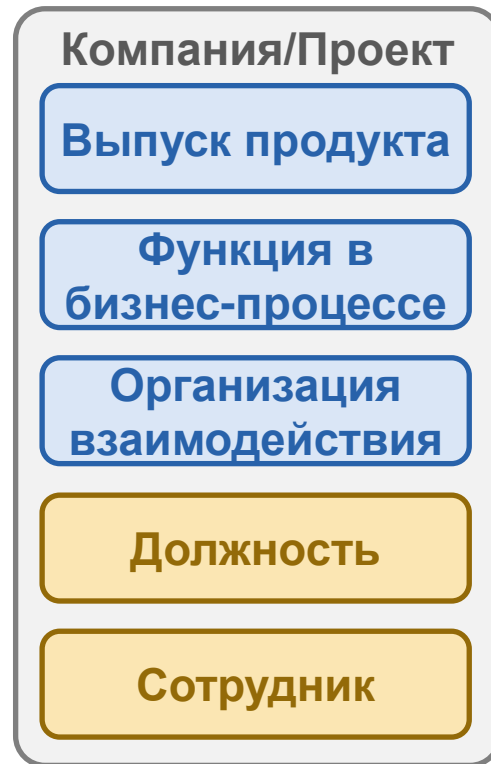 Компания/Проект
Выпуск продукта
Функция в
бизнес-процессе
Организация
взаимодействия
Должность
Сотрудник